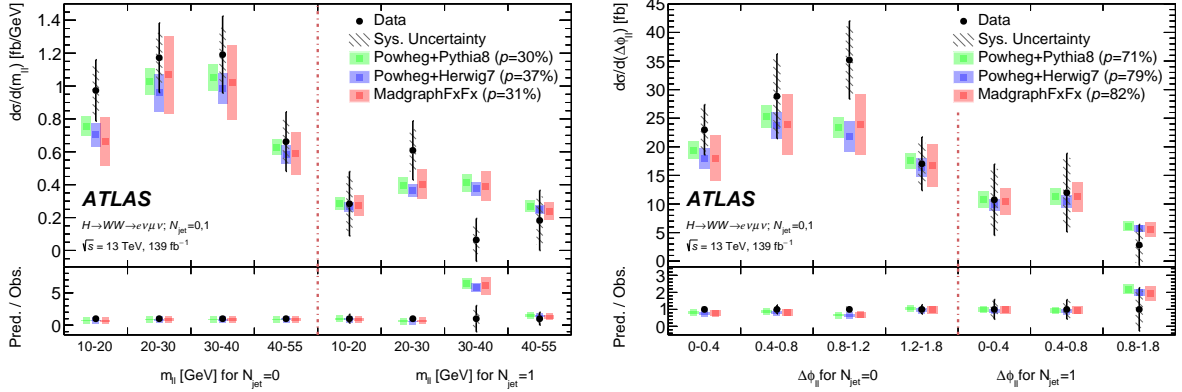 dσ/d(m_ll) [fb/GeV]
1.4
1.2
1
0.8
0.6
0.4
0.2
0
Data
Sys. Uncertainty
Powheg+Pythia8 (p=30%)
Powheg+Herwig7 (p=37%)
MadgraphFxFx (p=31%)
ATLAS
H→WW→eνμν; N_jet=0,1
√s = 13 TeV, 139 fb⁻¹
Pred. / Obs.
5
0
10-20 20-30 30-40 40-55 10-20 20-30 30-40 40-55
m_ll [GeV] for N_jet=0 m_ll [GeV] for N_jet=1
dσ/d(Δϕ_ll) [fb]
45
40
35
30
25
20
15
10
5
0
Data
Sys. Uncertainty
Powheg+Pythia8 (p=71%)
Powheg+Herwig7 (p=79%)
MadgraphFxFx (p=82%)
ATLAS
H→WW→eνμν; N_jet=0,1
√s = 13 TeV, 139 fb⁻¹
Pred. / Obs.
3
2
1
0
0-0.4 0.4-0.8 0.8-1.2 1.2-1.8 0-0.4 0.4-0.8 0.8-1.8
Δϕ_ll for N_jet=0 Δϕ_ll for N_jet=1